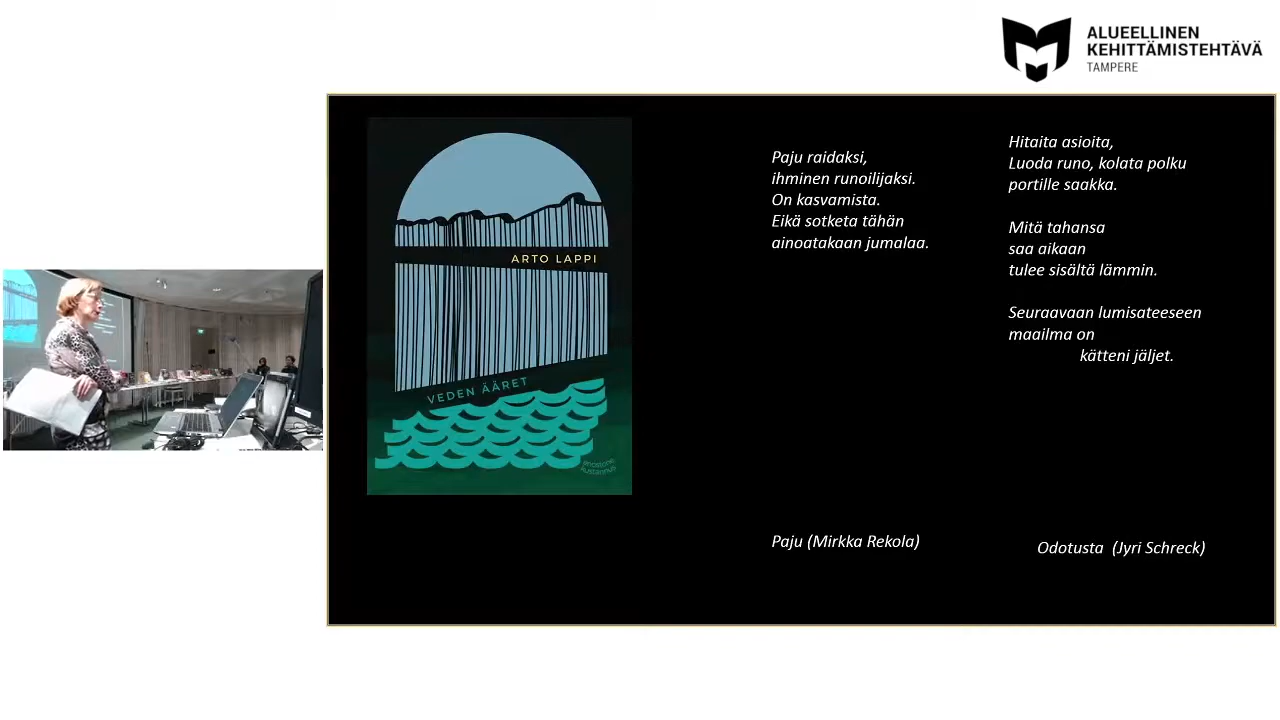 ALUEELLINEN
KEHITTÄMISTEHTÄVÄ
TAMPERE
ARTO LAPPI
VEDEN ÄÄRET
kustannus
Paju raidaksi,
ihminen runoilijaksi.
On kasvamista.
Eikä sotketa tähän
ainoatakaan jumalaa.
Paju (Mirkka Rekola)
Hitaita asioita,
Luoda runo, kolata polku
portille saakka.
Mitä tahansa
saa aikaan
tulee sisältä lämmin.
Seuraavaan lumisateeseen
maailma on
kätteni jäljet.
Odotusta (Jyri Schreck)